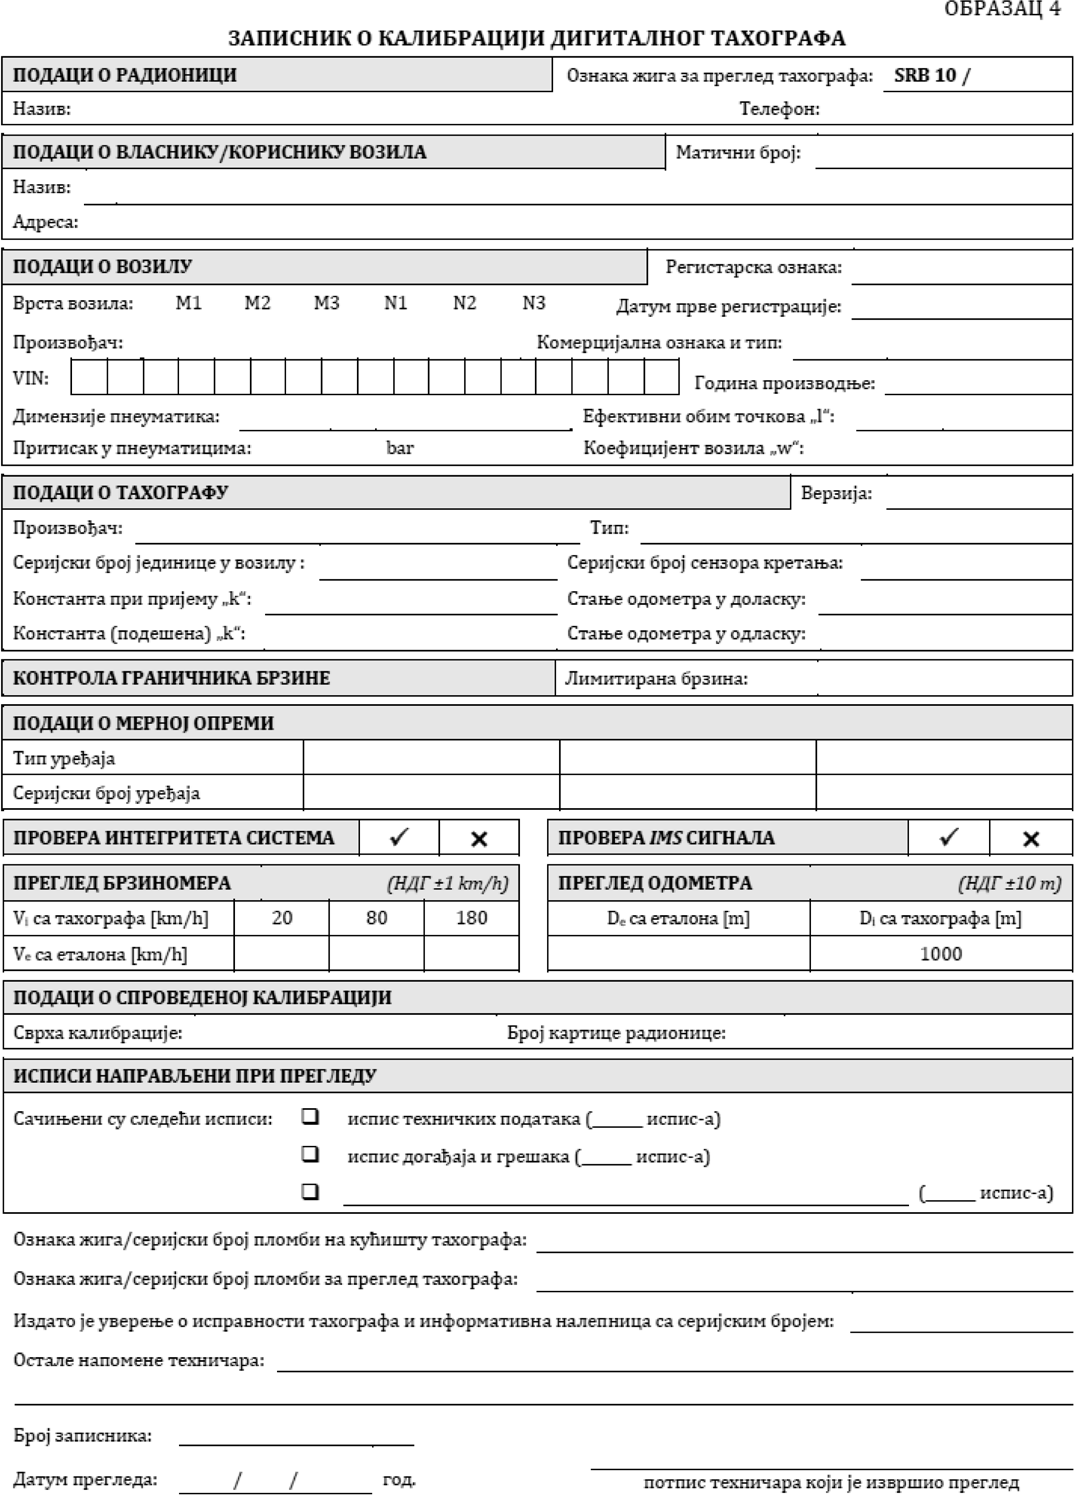 ОБРАЗАЦ 4
ЗАПИСНИК О КАЛИБРАЦИЈИ ДИГИТАЛНОГ ТАХОГРАФА
ПОДАЦИ О РАДИОНИЦИ Ознака жига за преглед тахографа: SRB 10 /
Назив: Телефон:
ПОДАЦИ О ВЛАСНИКУ/КОРИСНИКУ ВОЗИЛА Матични број:
Назив:
Адреса:
ПОДАЦИ О ВОЗИЛУ Регистарска ознака:
Врста возила: M1 M2 M3 N1 N2 N3 Датум прве регистрације:
Произвођач: Комерцијална ознака и тип:
VIN: Година производње:
Димензије пнеуматика: Ефективни обим точкова „l“:
Притисак у пнеуматицима: bar Коефицијент возила „w“:
ПОДАЦИ О ТАХОГРАФУ Верзија:
Произвођач: Тип:
Серијски број јединице у возилу : Серијски број сензора кретања:
Константа при пријему „k“: Стање одометра у доласку:
Константа (подешена) „k“: Стање одометра у одласку:
КОНТРОЛА ГРАНИЧНИКА БРЗИНЕ Лимитирана брзина:
ПОДАЦИ О МЕРНОЈ ОПРЕМИ
Тип уређаја
Серијски број уређаја
ПРОВЕРА ИНТЕГРИТЕТА СИСТЕМА ✓ ✕ ПРОВЕРА IMS СИГНАЛА ✓ ✕
ПРЕГЛЕД БРЗИНОМЕРА (НДГ ±1 km/h) ПРЕГЛЕД ОДОМЕТРА (НДГ ±10 m)
Vᵢ са тахографа [km/h] 20 80 180 Dₑ са еталона [m] Dᵢ са тахографа [m]
Vₑ са еталона [km/h] 1000
ПОДАЦИ О СПРОВЕДЕНОЈ КАЛИБРАЦИЈИ
Сврха калибрације: Број картице радионице:
ИСПИСИ НАПРАВЉЕНИ ПРИ ПРЕГЛЕДУ
Сачињени су следећи исписи: ❑ испис техничких података (_____ испис-а)
❑ испис догађаја и грешака (_____ испис-а)
❑ (_____ испис-а)
Ознака жига/серијски број пломби на кућишту тахографа:
Ознака жига/серијски број пломби за преглед тахографа:
Издато је уверење о исправности тахографа и информативна налепница са серијским бројем:
Остале напомене техничара:
Број записника:
Датум прегледа: / / год.
потпис техничара који је извршио преглед